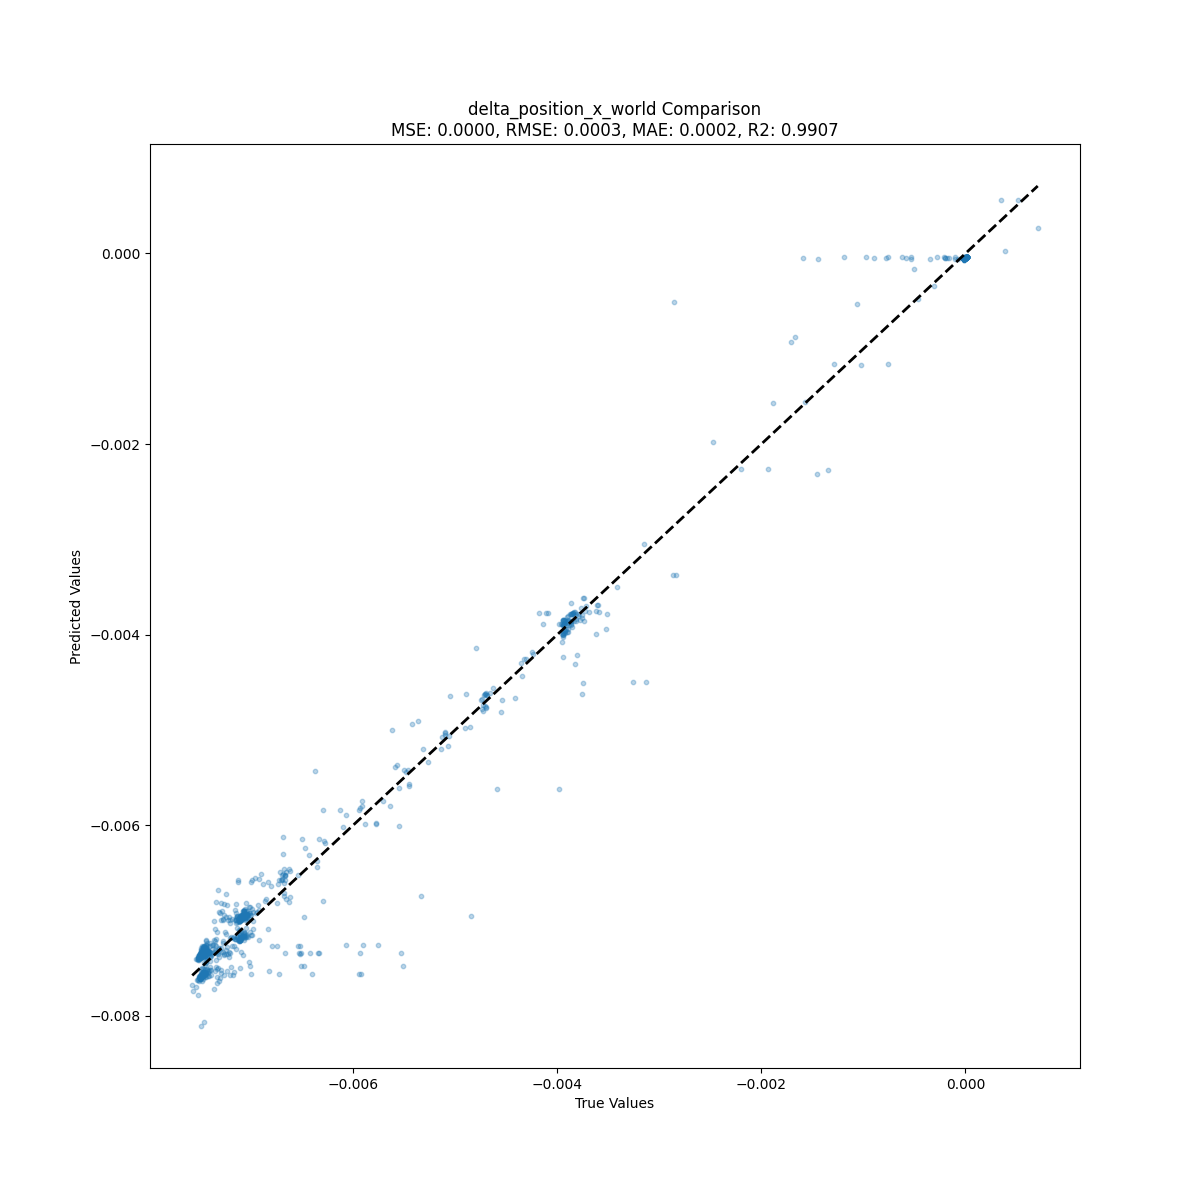 delta_position_x_world Comparison
MSE: 0.0000, RMSE: 0.0003, MAE: 0.0002, R2: 0.9907
0.000
−0.002
−0.004
−0.006
−0.008
Predicted Values
−0.006
−0.004
−0.002
0.000
True Values